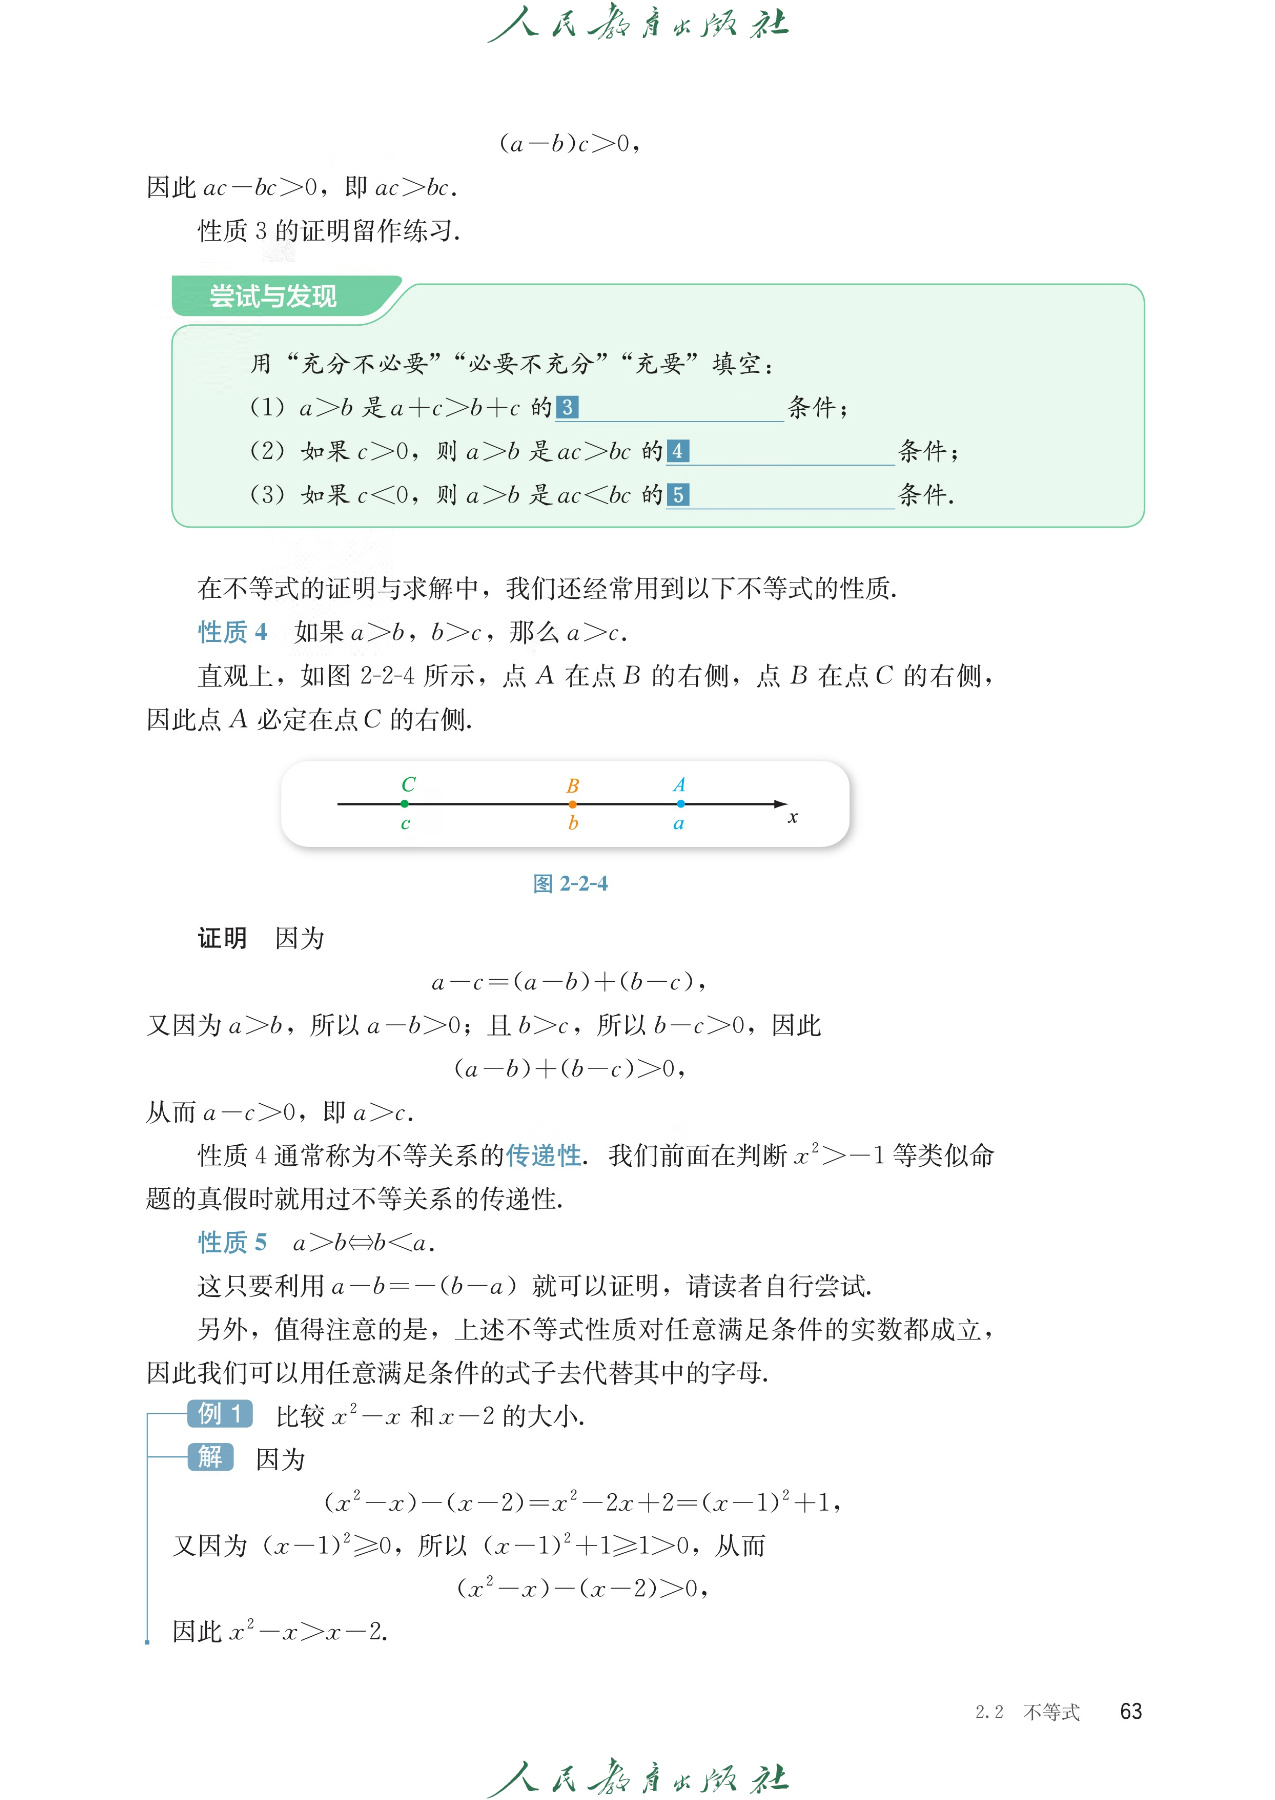 人民教育出版社
(a-b)c>0,
因此 ac-bc>0，即 ac>bc.
性质 3 的证明留作练习.
尝试与发现
用“充分不必要”“必要不充分”“充要”填空：
(1) a>b 是 a+c>b+c 的 3 条件；
(2) 如果 c>0，则 a>b 是 ac>bc 的 4 条件；
(3) 如果 c<0，则 a>b 是 ac<bc 的 5 条件.
在不等式的证明与求解中，我们还经常用到以下不等式的性质.
性质 4 如果 a>b，b>c，那么 a>c.
直观上，如图 2-2-4 所示，点 A 在点 B 的右侧，点 B 在点 C 的右侧，
因此点 A 必定在点 C 的右侧.
C B A
c b a x
图 2-2-4
证明 因为
a-c=(a-b)+(b-c),
又因为 a>b，所以 a-b>0；且 b>c，所以 b-c>0，因此
(a-b)+(b-c)>0,
从而 a-c>0，即 a>c.
性质 4 通常称为不等关系的传递性. 我们前面在判断 x²>-1 等类似命
题的真假时就用过不等关系的传递性.
性质 5 a>b⇔b<a.
这只要利用 a-b=-(b-a) 就可以证明，请读者自行尝试.
另外，值得注意的是，上述不等式性质对任意满足条件的实数都成立，
因此我们可以用任意满足条件的式子去代替其中的字母.
例 1 比较 x²-x 和 x-2 的大小.
解 因为
(x²-x)-(x-2)=x²-2x+2=(x-1)²+1,
又因为 (x-1)²≥0，所以 (x-1)²+1≥1>0，从而
(x²-x)-(x-2)>0,
因此 x²-x>x-2.
2.2 不等式 63
人民教育出版社